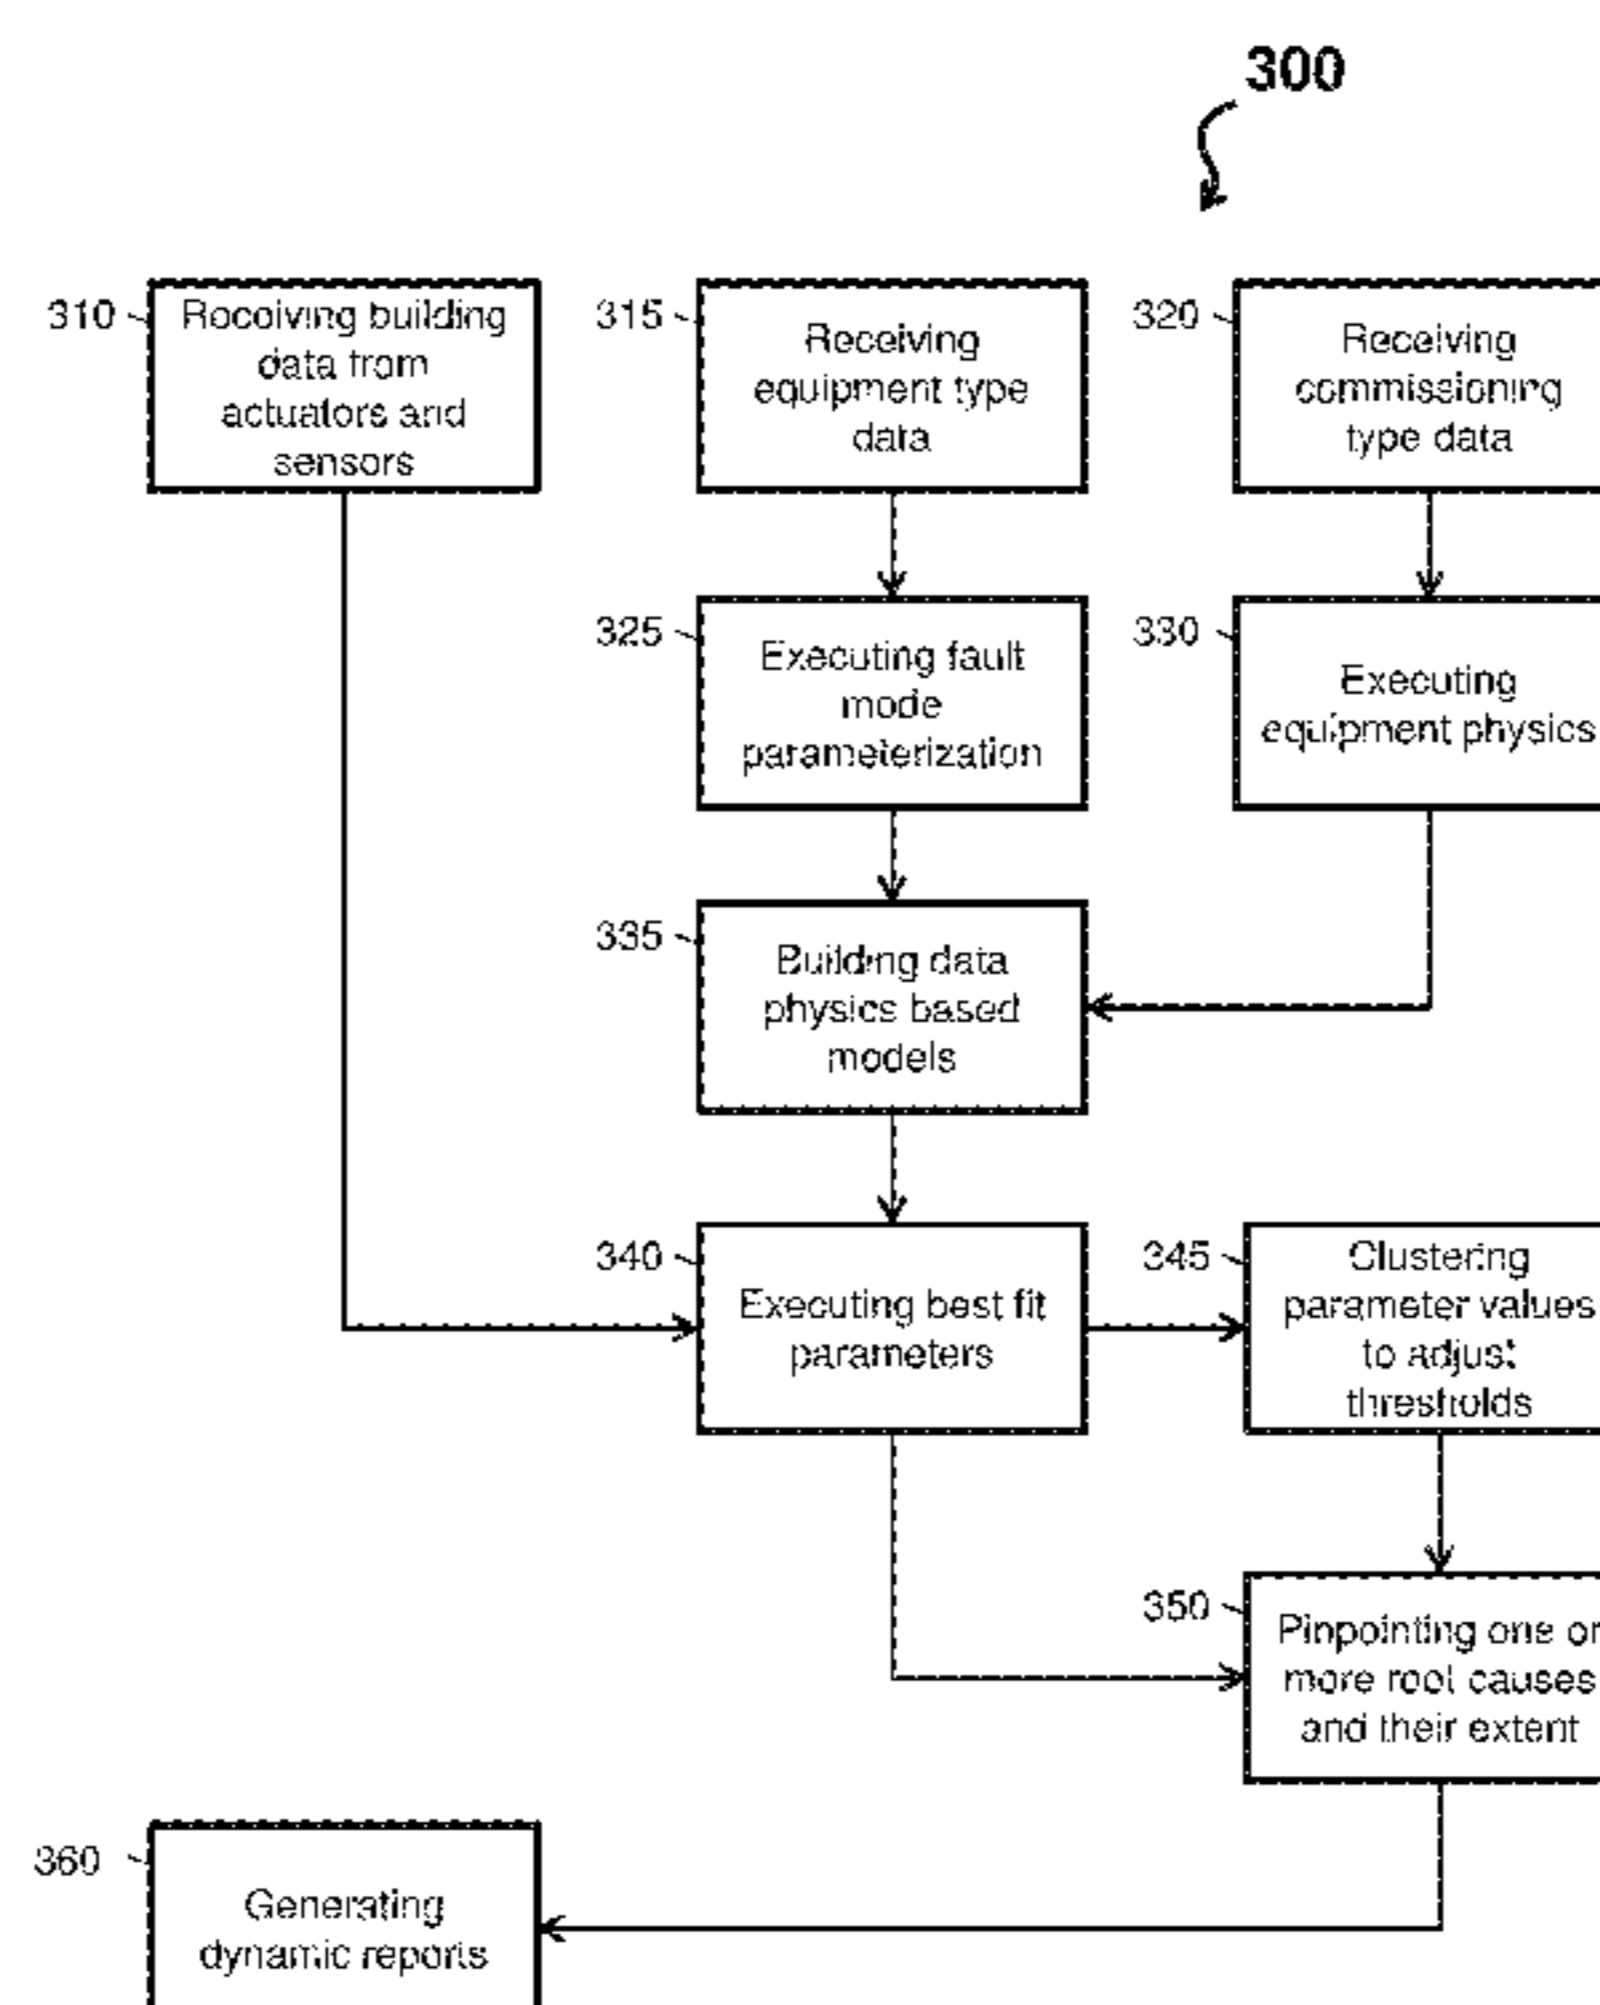 300
310
Receiving building
data from
actuators and
sensors
315
Receiving
equipment type
data
320
Receiving
commissioning
type data
325
Executing fault
mode
parameterization
330
Executing
equipment physics
335
Building data
physics based
models
340
Executing best fit
parameters
345
Clustering
parameter values
to adjust
thresholds
350
Pinpointing one or
more root causes
and their extent
360
Generating
dynamic reports